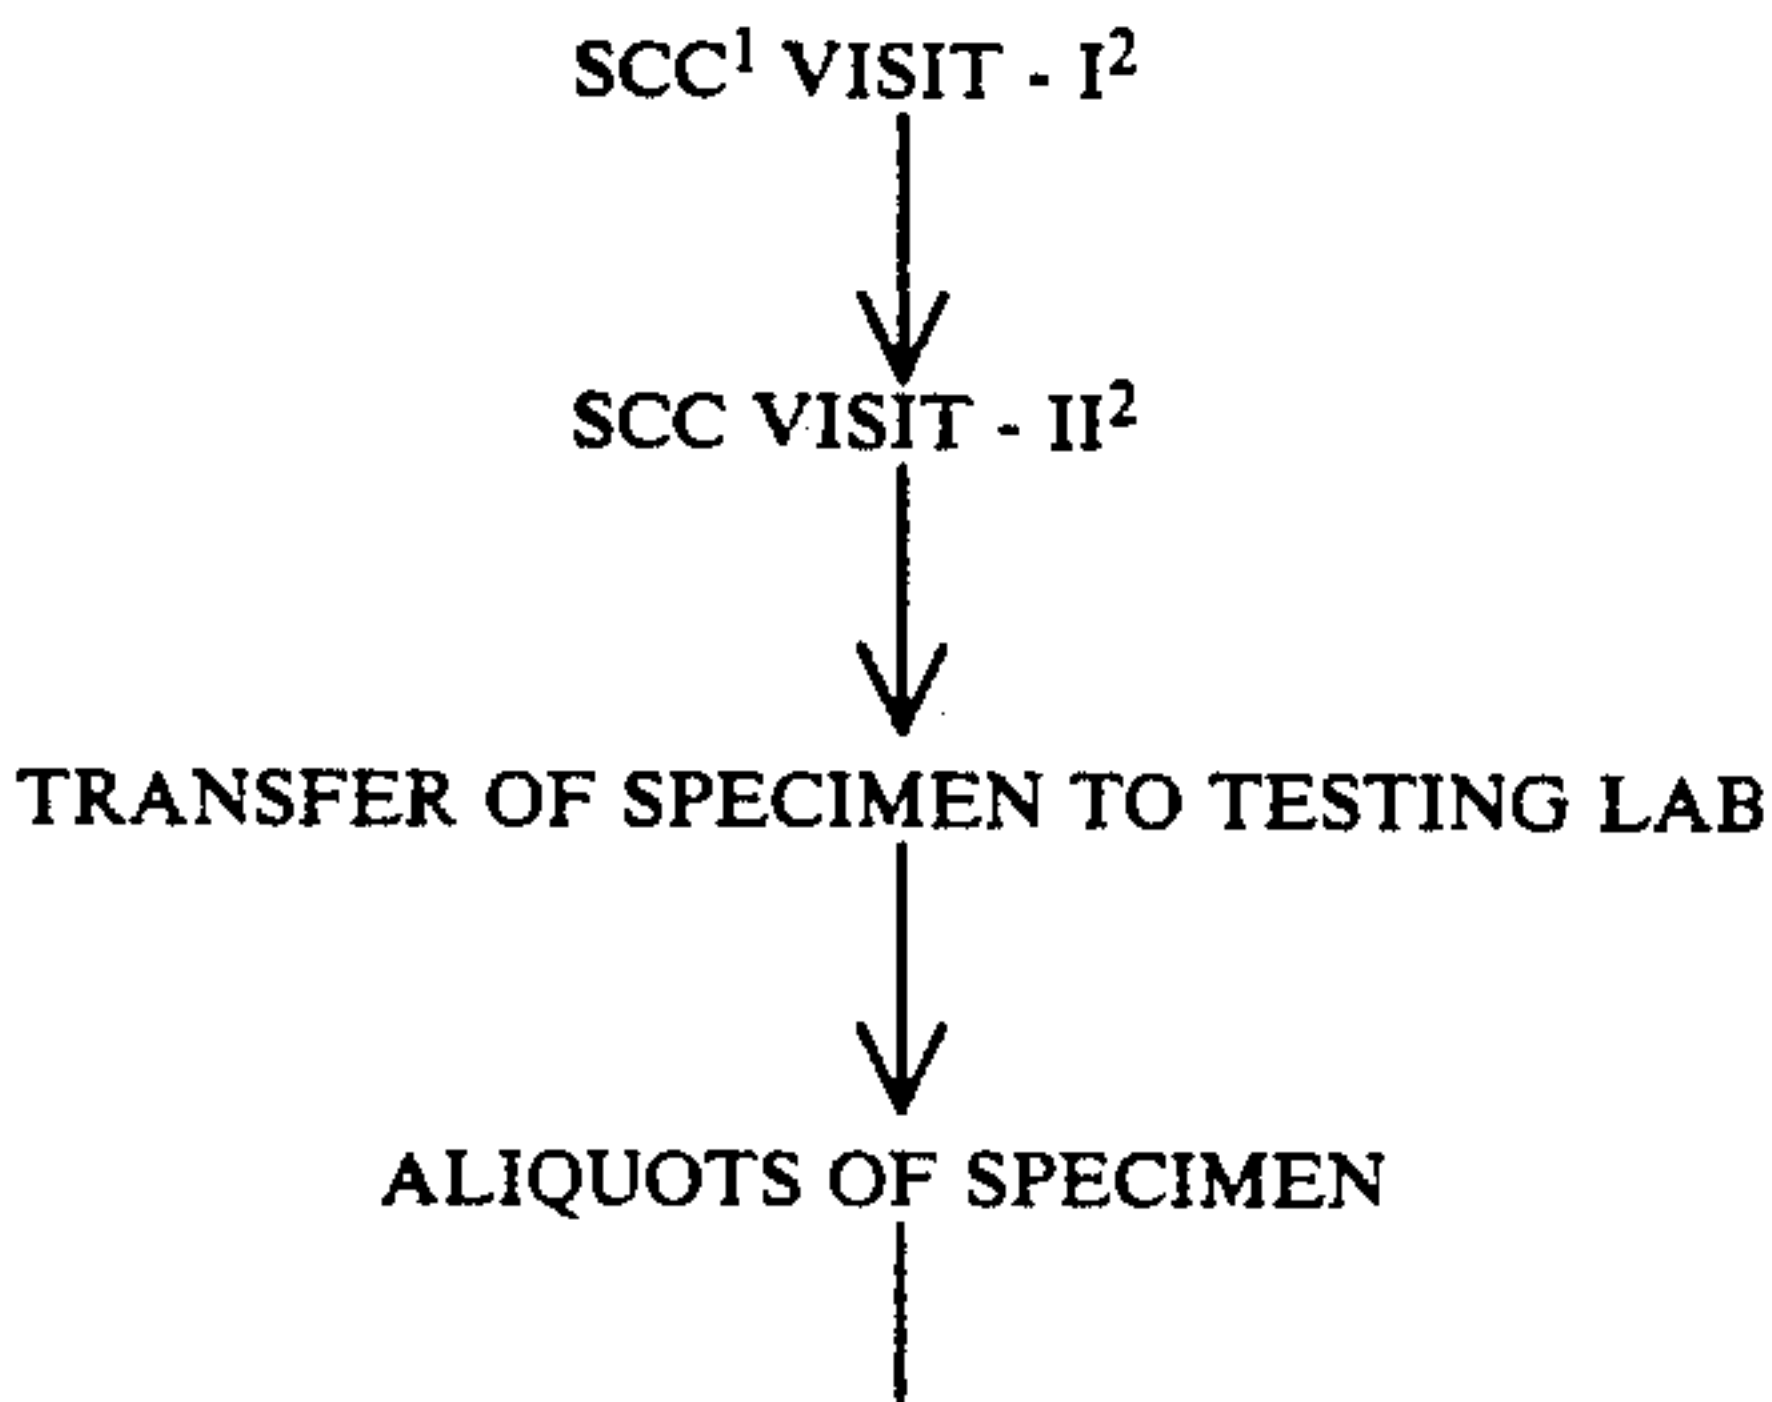 SCC¹ VISIT - I²
SCC VISIT - II²
TRANSFER OF SPECIMEN TO TESTING LAB
ALIQUOTS OF SPECIMEN